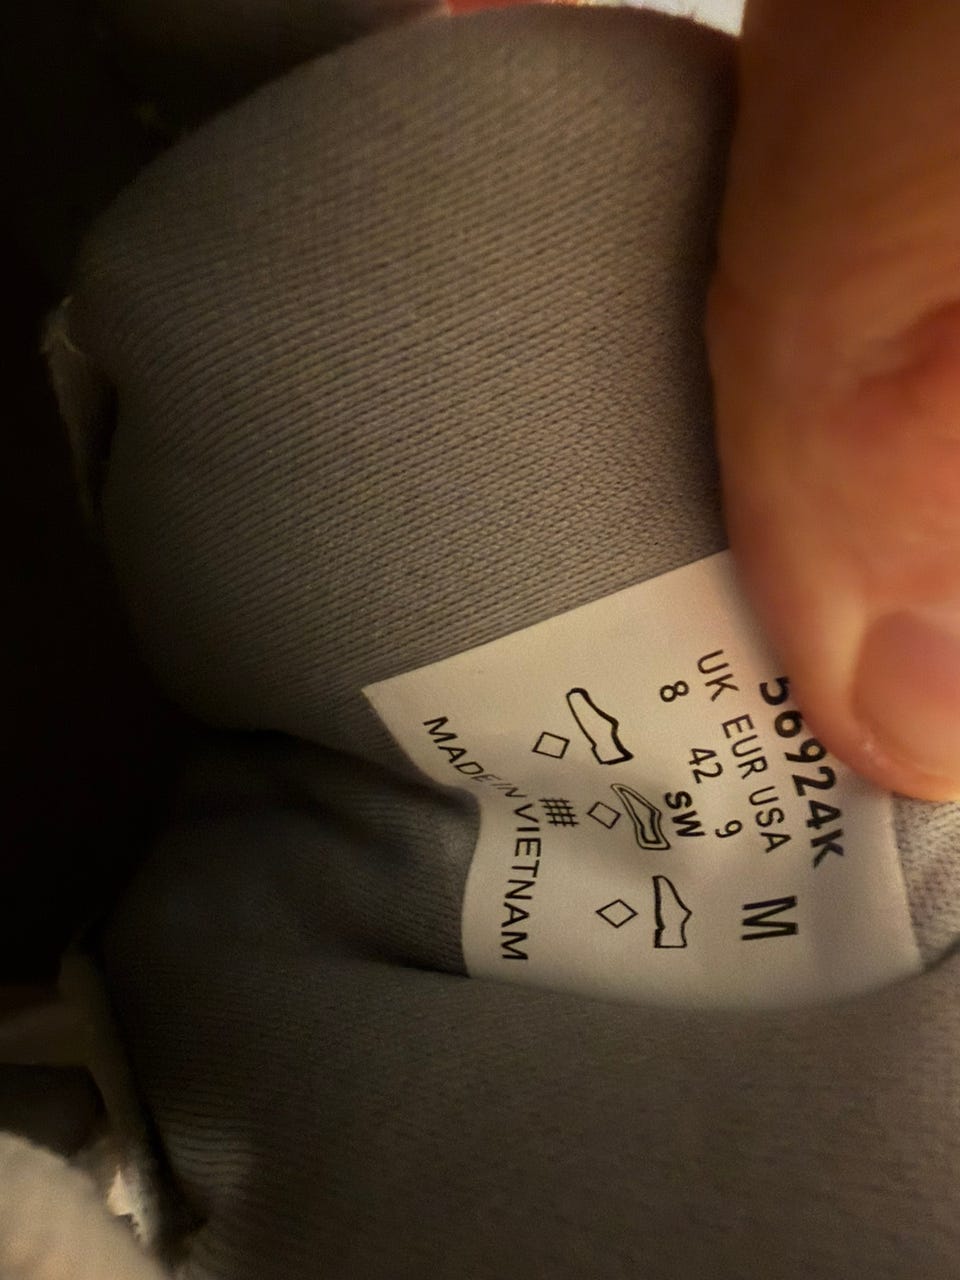 56924K M
UK EUR USA
8 42 9
SW
MADE IN VIETNAM